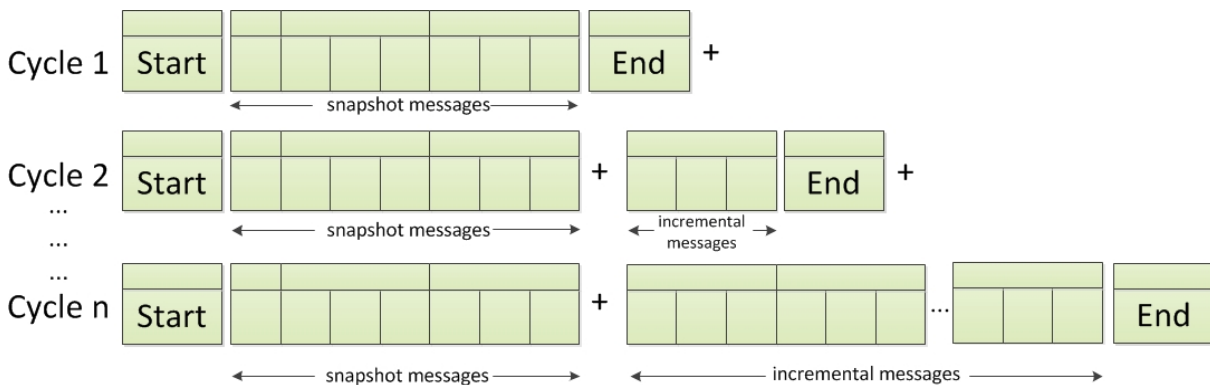 Cycle 1 Start End +
snapshot messages
Cycle 2 Start + End +
...
snapshot messages
incremental
messages
...
...
Cycle n Start + ... End
snapshot messages
incremental messages